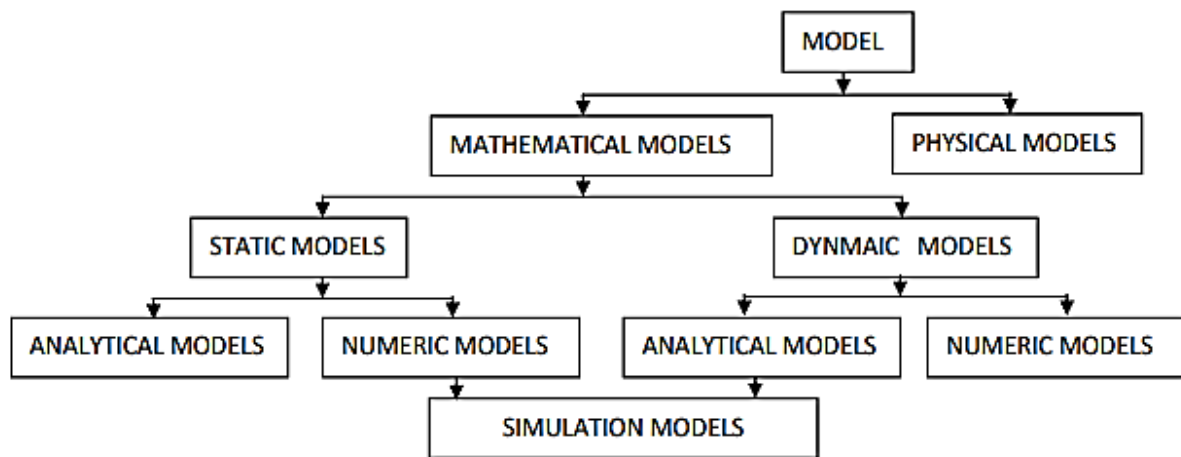 MODEL
MATHEMATICAL MODELS
PHYSICAL MODELS
STATIC MODELS
DYNMAIC MODELS
ANALYTICAL MODELS
NUMERIC MODELS
ANALYTICAL MODELS
NUMERIC MODELS
SIMULATION MODELS